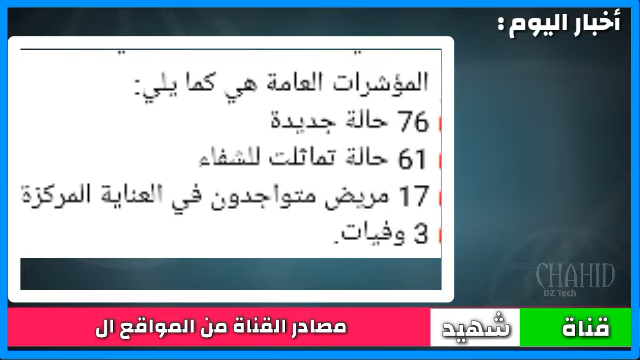 أخبار اليوم :
المؤشرات العامة هي كما يلي:
76 حالة جديدة
61 حالة تماثلت للشفاء
17 مريض متواجدون في العناية المركزة
3 وفيات.
CHAHID
DZ Tech
قناة شهيد مصادر القناة من المواقع ال